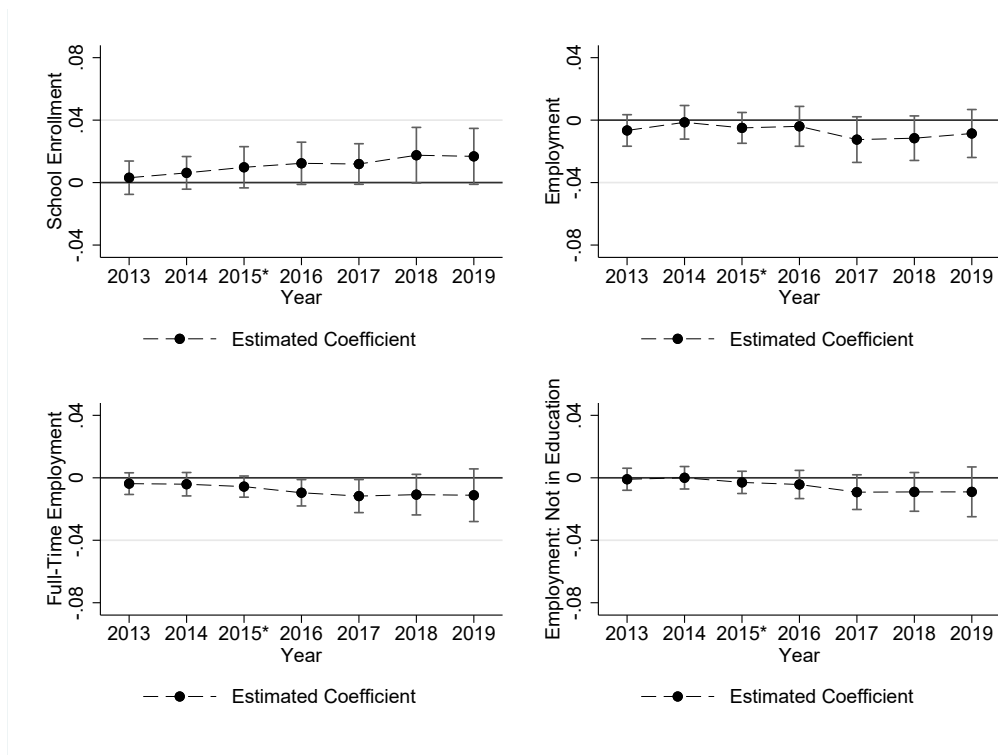 School Enrollment
.08
.04
0
-.04
2013 2014 2015* 2016 2017 2018 2019
Year
Estimated Coefficient
Employment
.04
0
-.04
-.08
2013 2014 2015* 2016 2017 2018 2019
Year
Estimated Coefficient
Full-Time Employment
.04
0
-.04
-.08
2013 2014 2015* 2016 2017 2018 2019
Year
Estimated Coefficient
Employment: Not in Education
.04
0
-.04
-.08
2013 2014 2015* 2016 2017 2018 2019
Year
Estimated Coefficient